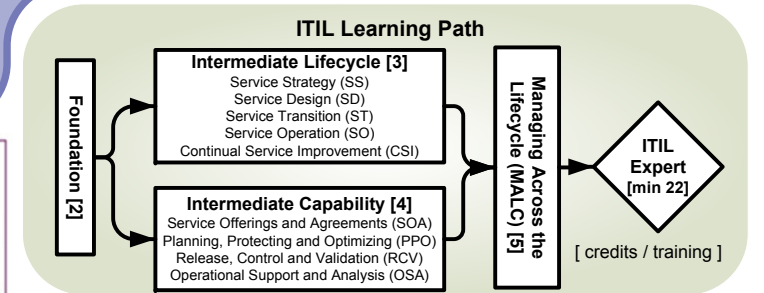 ITIL Learning Path
Foundation [2]
Intermediate Lifecycle [3]
Service Strategy (SS)
Service Design (SD)
Service Transition (ST)
Service Operation (SO)
Continual Service Improvement (CSI)
Intermediate Capability [4]
Service Offerings and Agreements (SOA)
Planning, Protecting and Optimizing (PPO)
Release, Control and Validation (RCV)
Operational Support and Analysis (OSA)
Managing Across the
Lifecycle (MALC) [5]
ITIL
Expert
[min 22]
[ credits / training ]